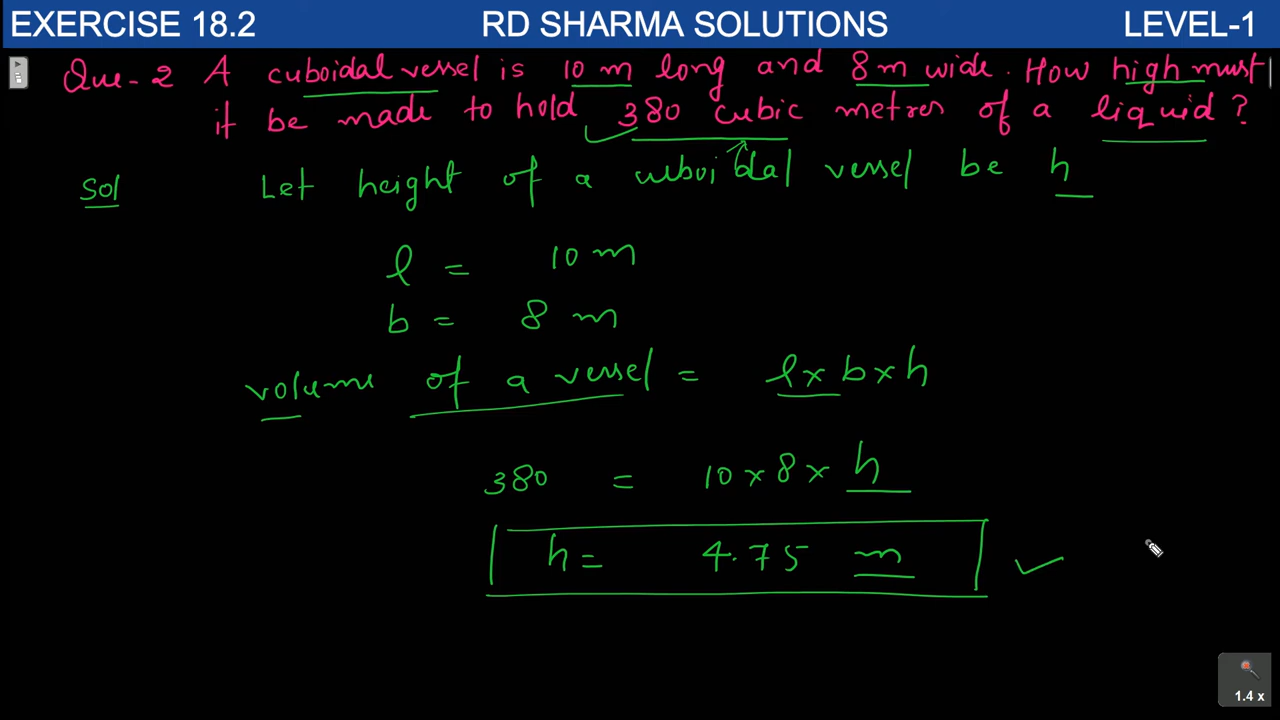 EXERCISE 18.2 RD SHARMA SOLUTIONS LEVEL-1
Que-2 A cuboidal vessel is 10 m long and 8 m wide. How high must
it be made to hold 380 cubic metres of a liquid?
Sol Let height of a cuboidal vessel be h
l = 10 m
b = 8 m
volume of a vessel = l × b × h
380 = 10 × 8 × h
h = 4.75 m
1.4 x